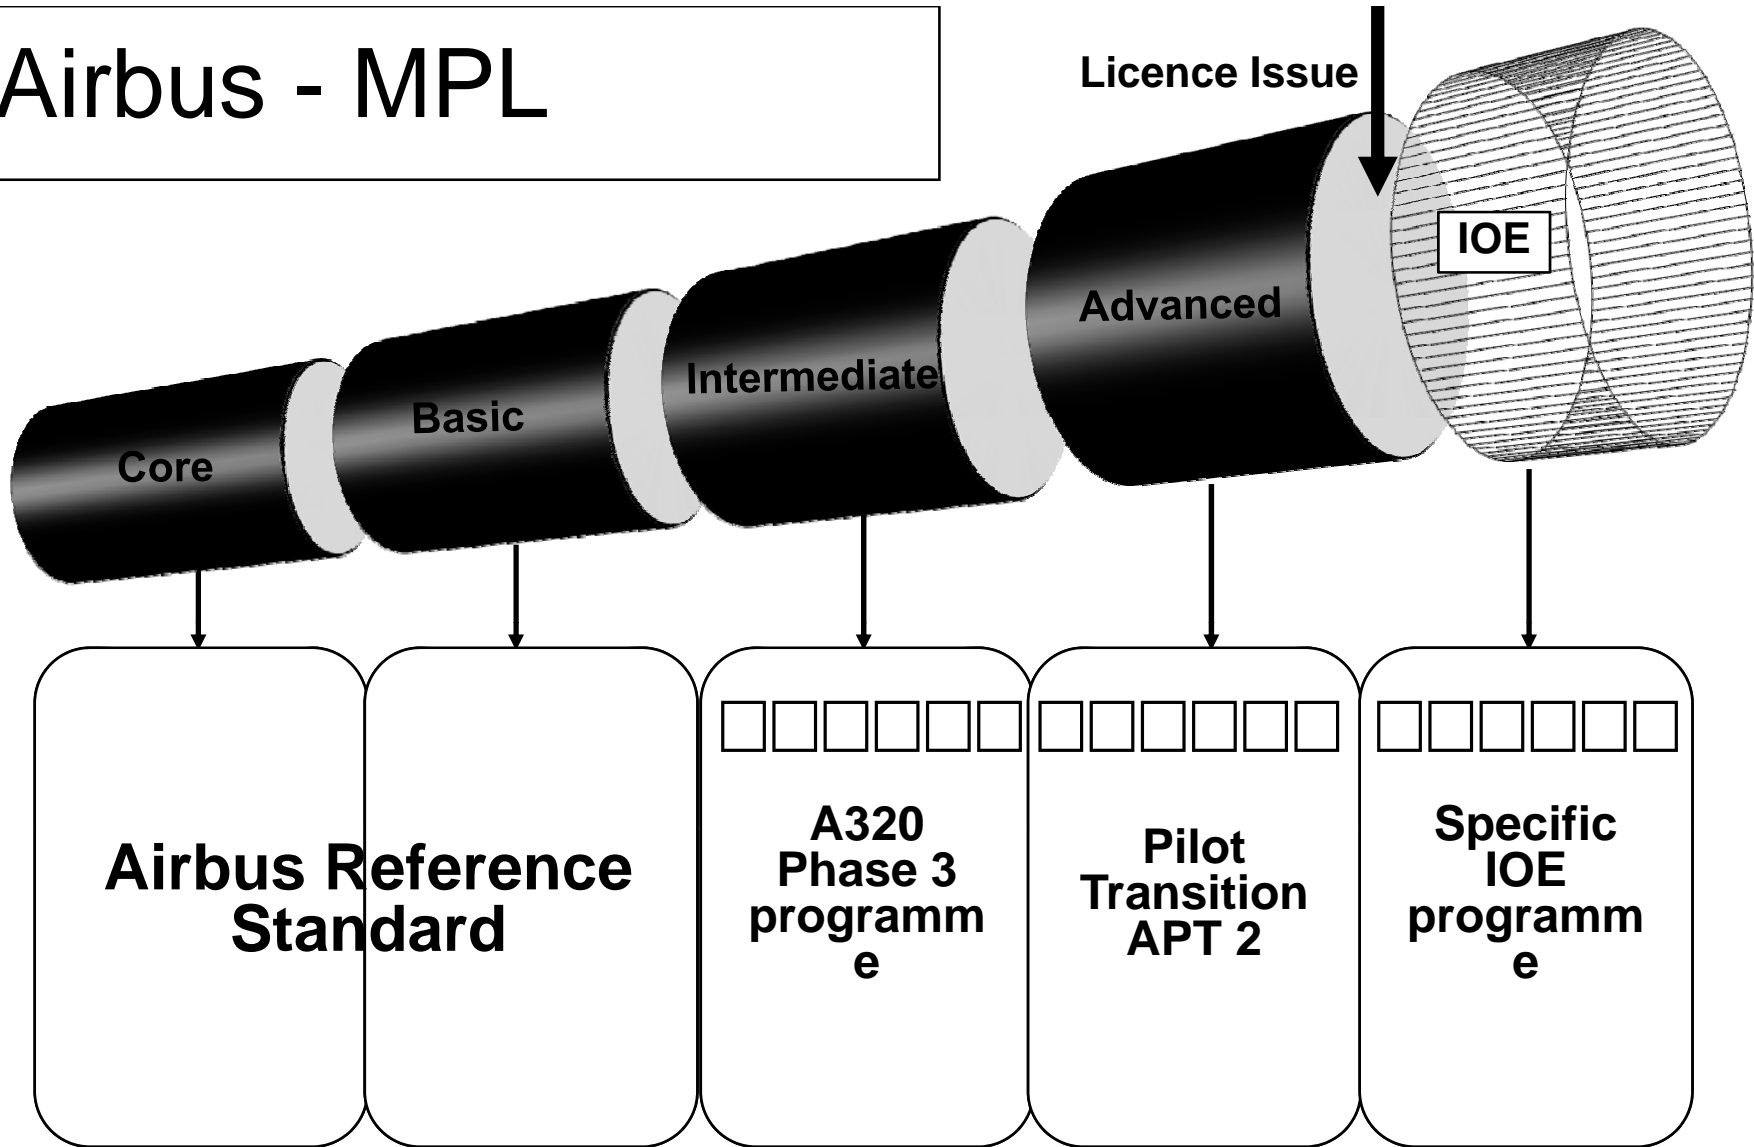 Airbus - MPL
Licence Issue
IOE
Advanced
Intermediate
Basic
Core
Airbus Reference
Standard
A320
Phase 3
programm
e
Pilot
Transition
APT 2
Specific
IOE
programm
e